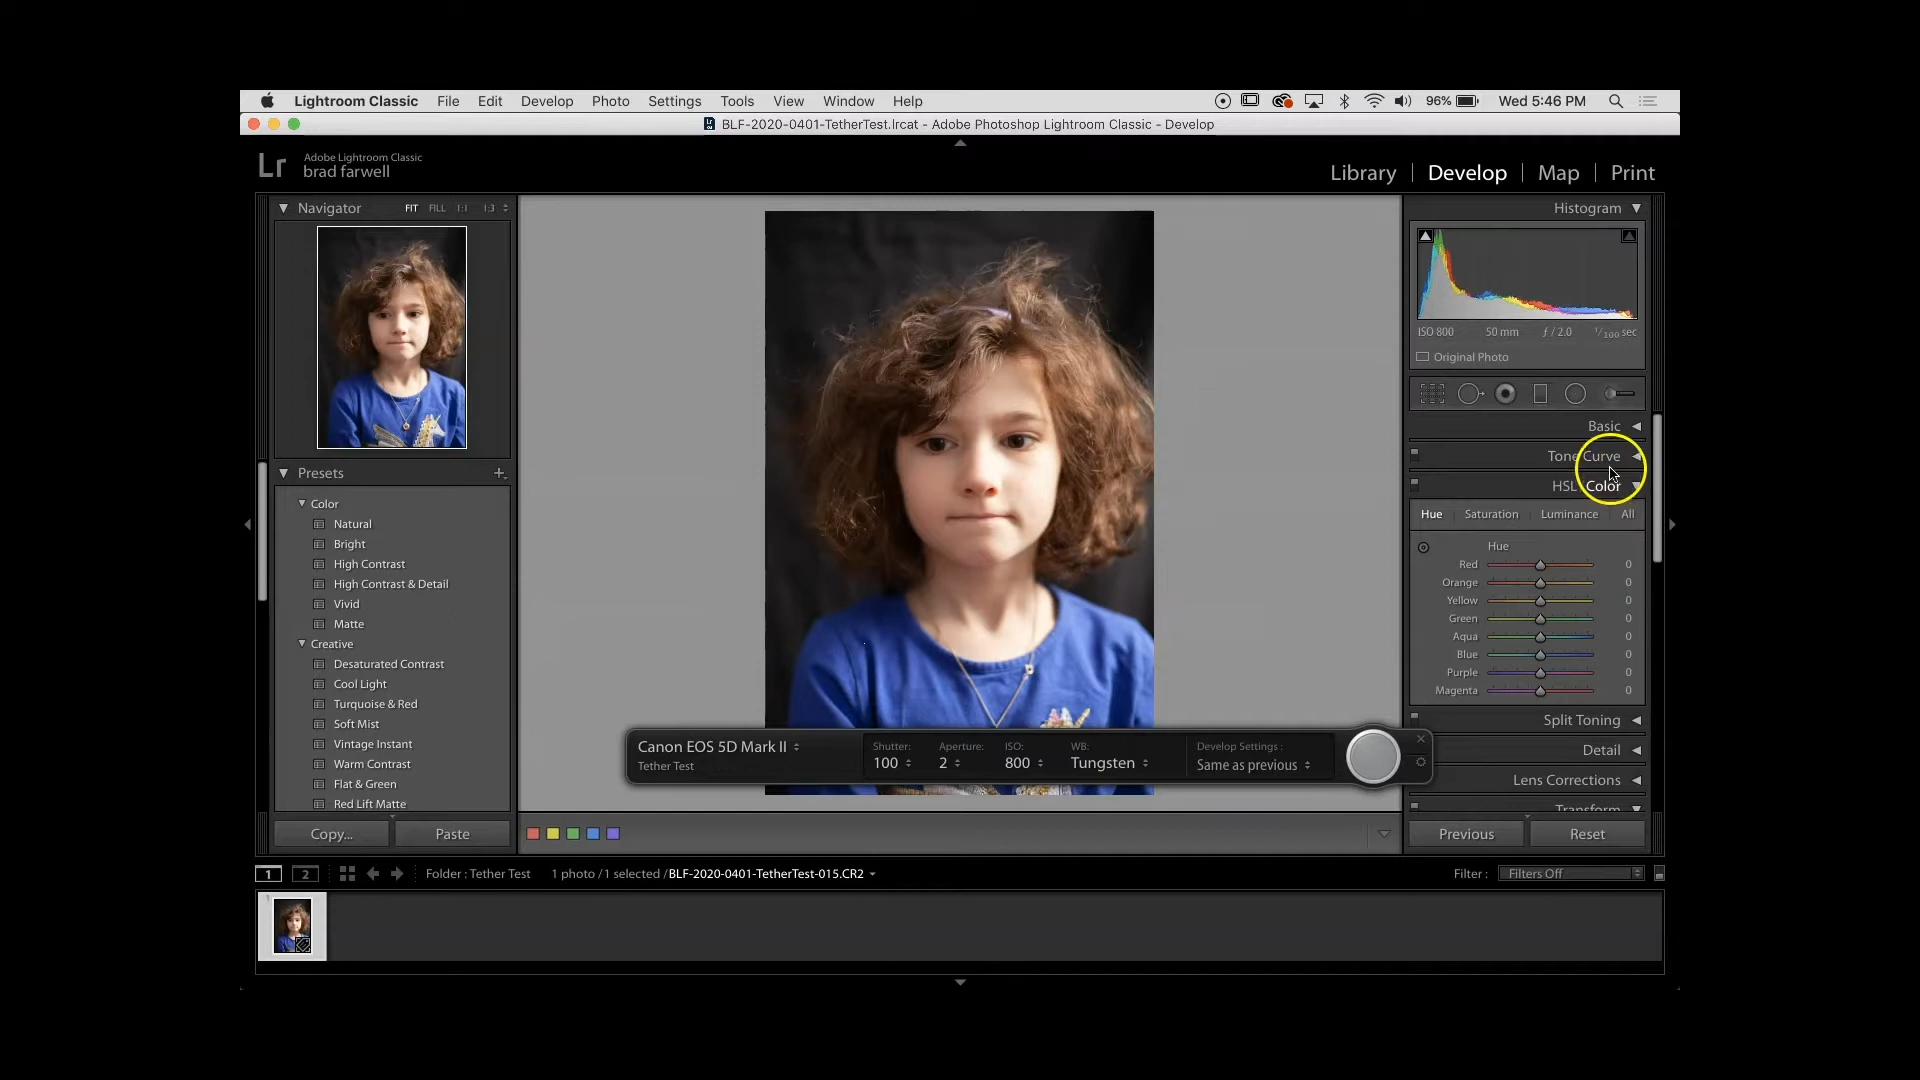 Lightroom Classic File Edit Develop Photo Settings Tools View Window Help 96% Wed 5:46 PM
BLF-2020-0401-TetherTest.lrcat - Adobe Photoshop Lightroom Classic - Develop
Lr Adobe Lightroom Classic
brad farwell
Library | Develop | Map | Print
Navigator FIT FILL 1:1 1:3
Histogram
ISO 800 50 mm ƒ / 2.0 1/100 sec
Original Photo
Basic
Tone Curve
HSL Color
Hue Saturation Luminance All
Hue
Red 0
Orange 0
Yellow 0
Green 0
Aqua 0
Blue 0
Purple 0
Magenta 0
Split Toning
Detail
Lens Corrections
Transform
Previous Reset
Presets +
Color
Natural
Bright
High Contrast
High Contrast & Detail
Vivid
Matte
Creative
Desaturated Contrast
Cool Light
Turquoise & Red
Soft Mist
Vintage Instant
Warm Contrast
Flat & Green
Red Lift Matte
Copy... Paste
Canon EOS 5D Mark II
Tether Test
Shutter: Aperture: ISO: WB: Develop Settings :
100 2 800 Tungsten Same as previous
1 2 Folder : Tether Test 1 photo / 1 selected / BLF-2020-0401-TetherTest-015.CR2 Filter : Filters Off
1